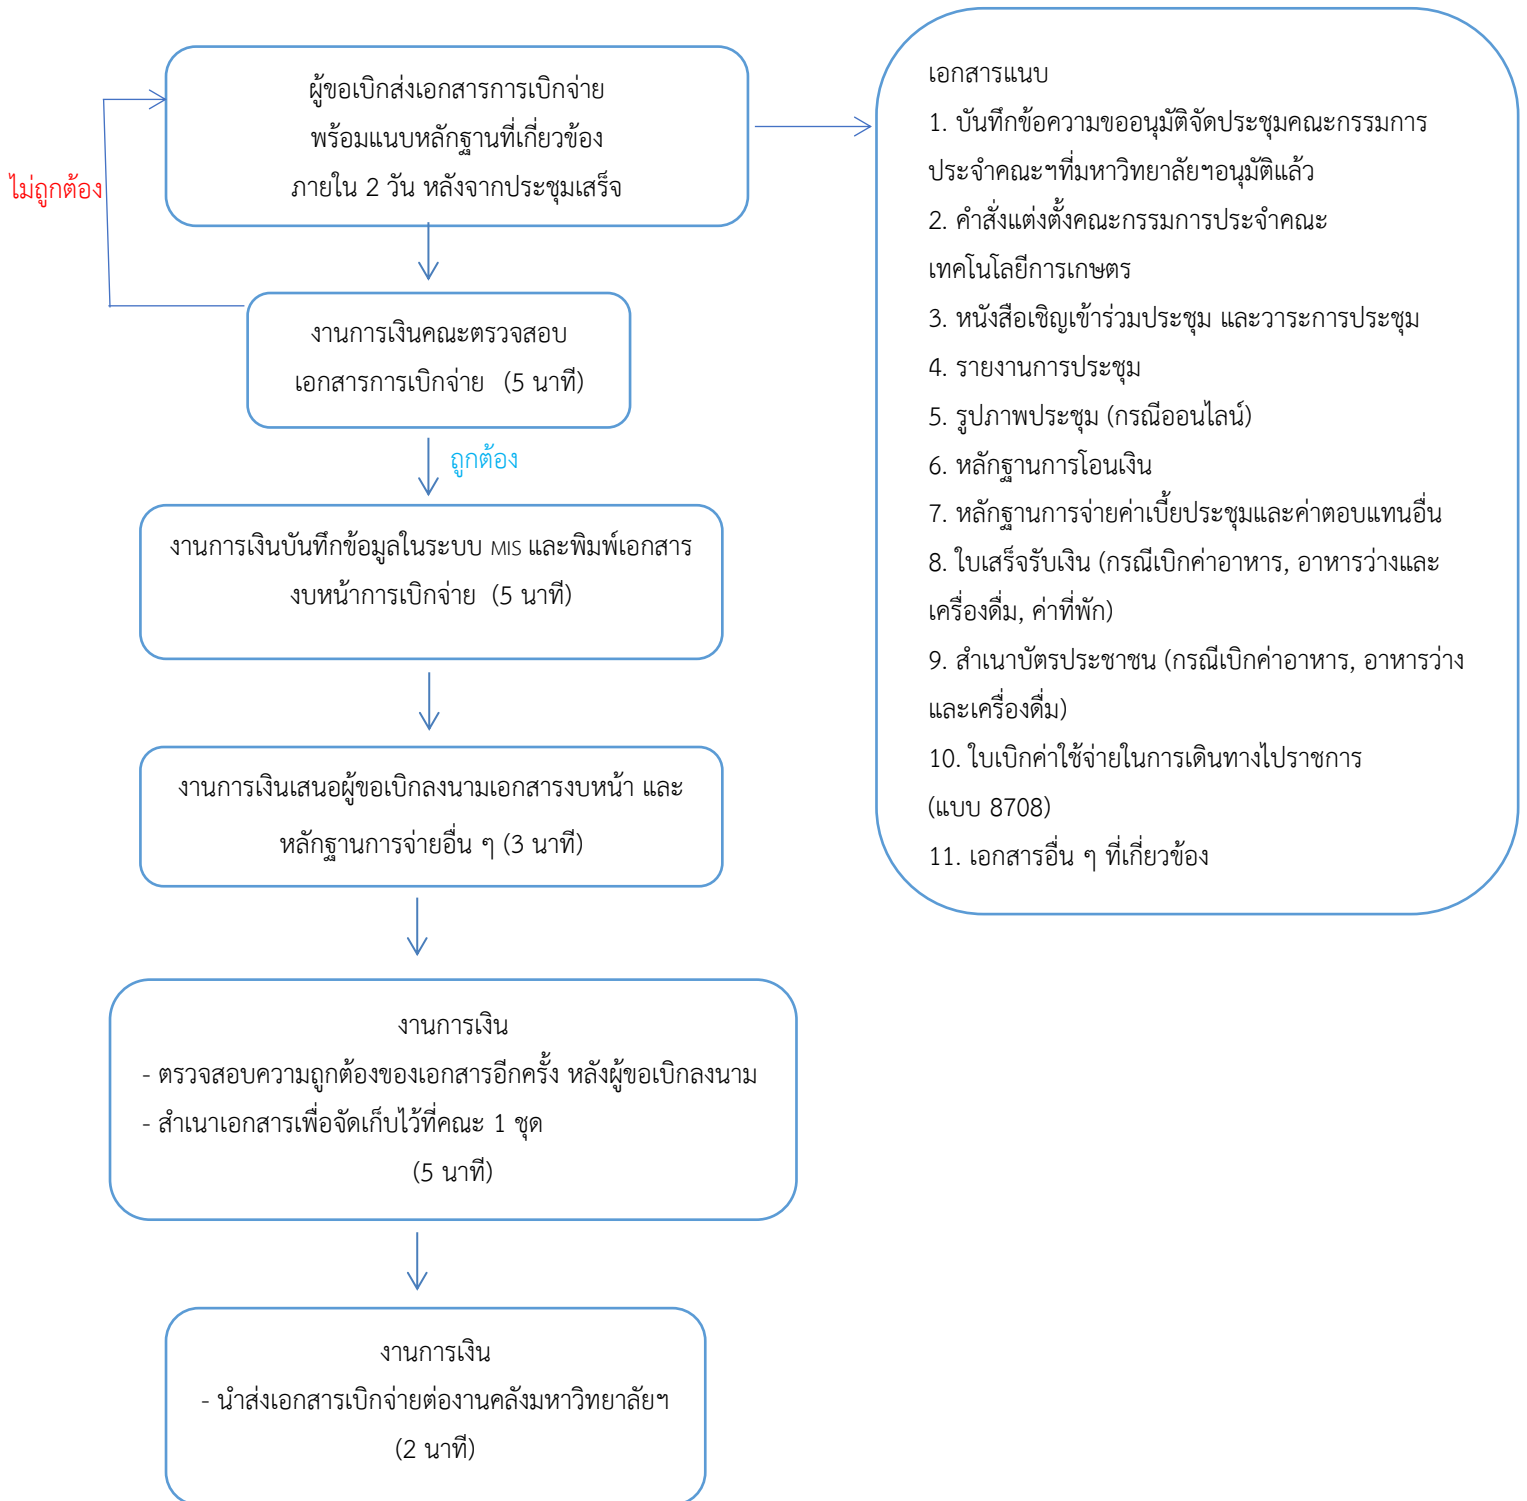 ผู้ขอเบิกส่งเอกสารการเบิกจ่าย
พร้อมแนบหลักฐานที่เกี่ยวข้อง
ภายใน 2 วัน หลังจากประชุมเสร็จ
ไม่ถูกต้อง
งานการเงินคณะตรวจสอบ
เอกสารการเบิกจ่าย (5 นาที)
ถูกต้อง
งานการเงินบันทึกข้อมูลในระบบ MIS และพิมพ์เอกสาร
งบหน้าการเบิกจ่าย (5 นาที)
งานการเงินเสนอผู้ขอเบิกลงนามเอกสารงบหน้า และ
หลักฐานการจ่ายอื่น ๆ (3 นาที)
งานการเงิน
- ตรวจสอบความถูกต้องของเอกสารอีกครั้ง หลังผู้ขอเบิกลงนาม
- สำเนาเอกสารเพื่อจัดเก็บไว้ที่คณะ 1 ชุด
(5 นาที)
งานการเงิน
- นำส่งเอกสารเบิกจ่ายต่องานคลังมหาวิทยาลัยฯ
(2 นาที)
เอกสารแนบ
1. บันทึกข้อความขออนุมัติจัดประชุมคณะกรรมการ
ประจำคณะฯที่มหาวิทยาลัยฯอนุมัติแล้ว
2. คำสั่งแต่งตั้งคณะกรรมการประจำคณะ
เทคโนโลยีการเกษตร
3. หนังสือเชิญเข้าร่วมประชุม และวาระการประชุม
4. รายงานการประชุม
5. รูปภาพประชุม (กรณีออนไลน์)
6. หลักฐานการโอนเงิน
7. หลักฐานการจ่ายค่าเบี้ยประชุมและค่าตอบแทนอื่น
8. ใบเสร็จรับเงิน (กรณีเบิกค่าอาหาร, อาหารว่างและ
เครื่องดื่ม, ค่าที่พัก)
9. สำเนาบัตรประชาชน (กรณีเบิกค่าอาหาร, อาหารว่าง
และเครื่องดื่ม)
10. ใบเบิกค่าใช้จ่ายในการเดินทางไปราชการ
(แบบ 8708)
11. เอกสารอื่น ๆ ที่เกี่ยวข้อง